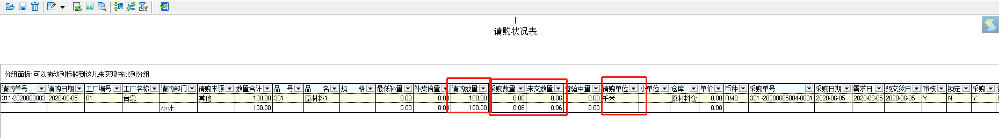 1
请购状况表
分组面板: 可以拖动列标题到这儿来实现按此列分组
请购单号 请购日期 工厂编号 工厂名称 请购部门 请购来源 数量合计 品 号 品 名 规 格 最低补量 补货倍量 请购数量 采购数量 未交数量 待验中量 请购单位 小单位 仓库 单价 币种 采购单号 采购日期 需求日 预交货日 审核 锁定 采购
311-2020060003 2020-06-05 01 台泉 其他 100.00 301 原材料1 0.00 0.00 100.00 0.06 0.06 0.00 千米 原材料仓 0.00 RMB 331 -20200605004-0001 2020-06-05 2020-06-05 2020-06-05 Y N Y
小计: 100.00 0.00 0.00 100.00 0.06 0.06 0.00 0.00